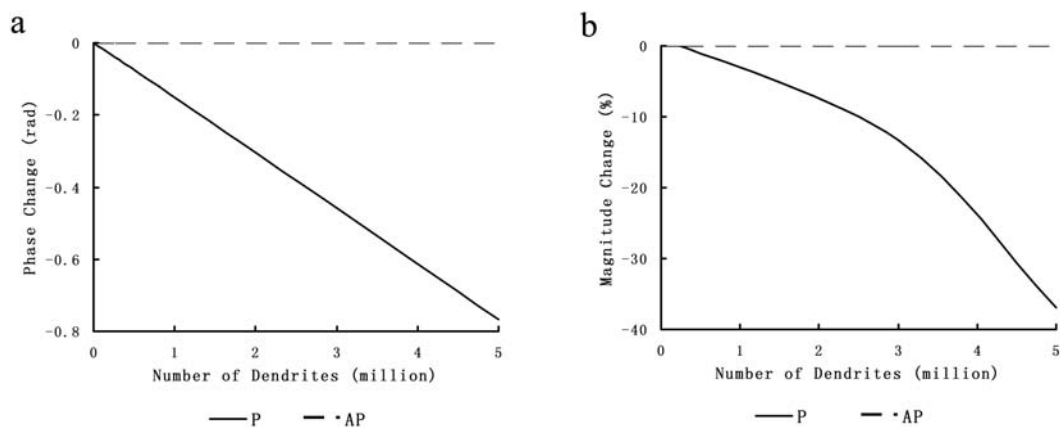 a
0
-0.2
-0.4
-0.6
-0.8
Phase Change (rad)
0 1 2 3 4 5
Number of Dendrites (million)
P AP
b
0
-10
-20
-30
-40
Magnitude Change (%)
0 1 2 3 4 5
Number of Dendrites (million)
P AP